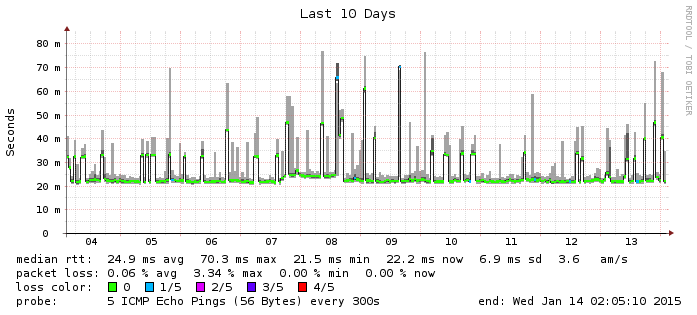 Last 10 Days
RRDTOOL / TOBI OETIKER
Seconds
80 m
70 m
60 m
50 m
40 m
30 m
20 m
10 m
0
04 05 06 07 08 09 10 11 12 13
median rtt: 24.9 ms avg 70.3 ms max 21.5 ms min 22.2 ms now 6.9 ms sd 3.6 am/s
packet loss: 0.06 % avg 3.34 % max 0.00 % min 0.00 % now
loss color: 0 1/5 2/5 3/5 4/5
probe: 5 ICMP Echo Pings (56 Bytes) every 300s end: Wed Jan 14 02:05:10 2015